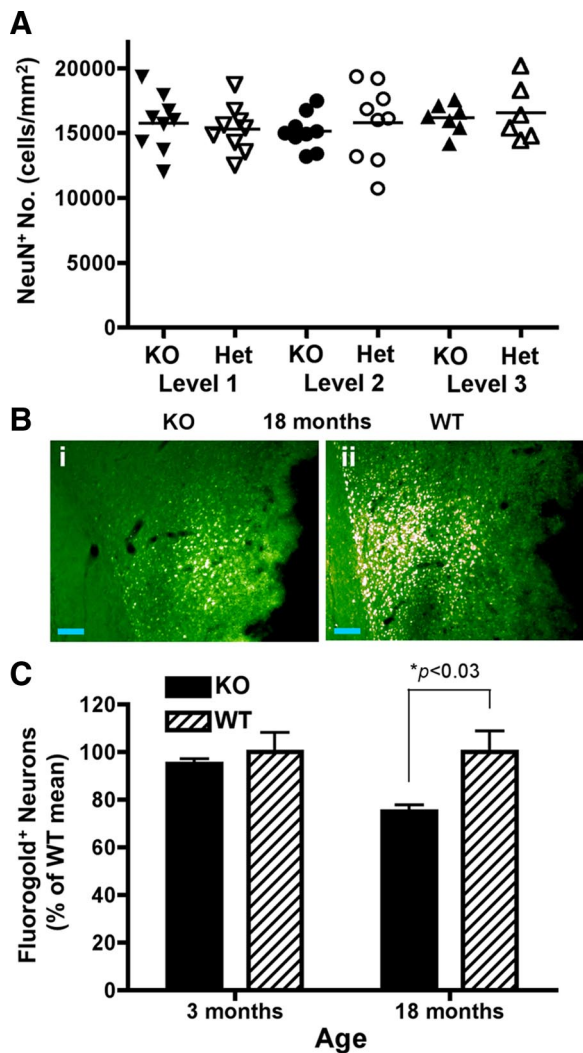 A
NeuN⁺ No. (cells/mm²)
20000
15000
10000
5000
0
KO Het KO Het KO Het
Level 1 Level 2 Level 3
B
KO 18 months WT
i ii
C
KO
WT
*p<0.03
Fluorogold⁺ Neurons
(% of WT mean)
120
100
80
60
40
20
0
3 months 18 months
Age